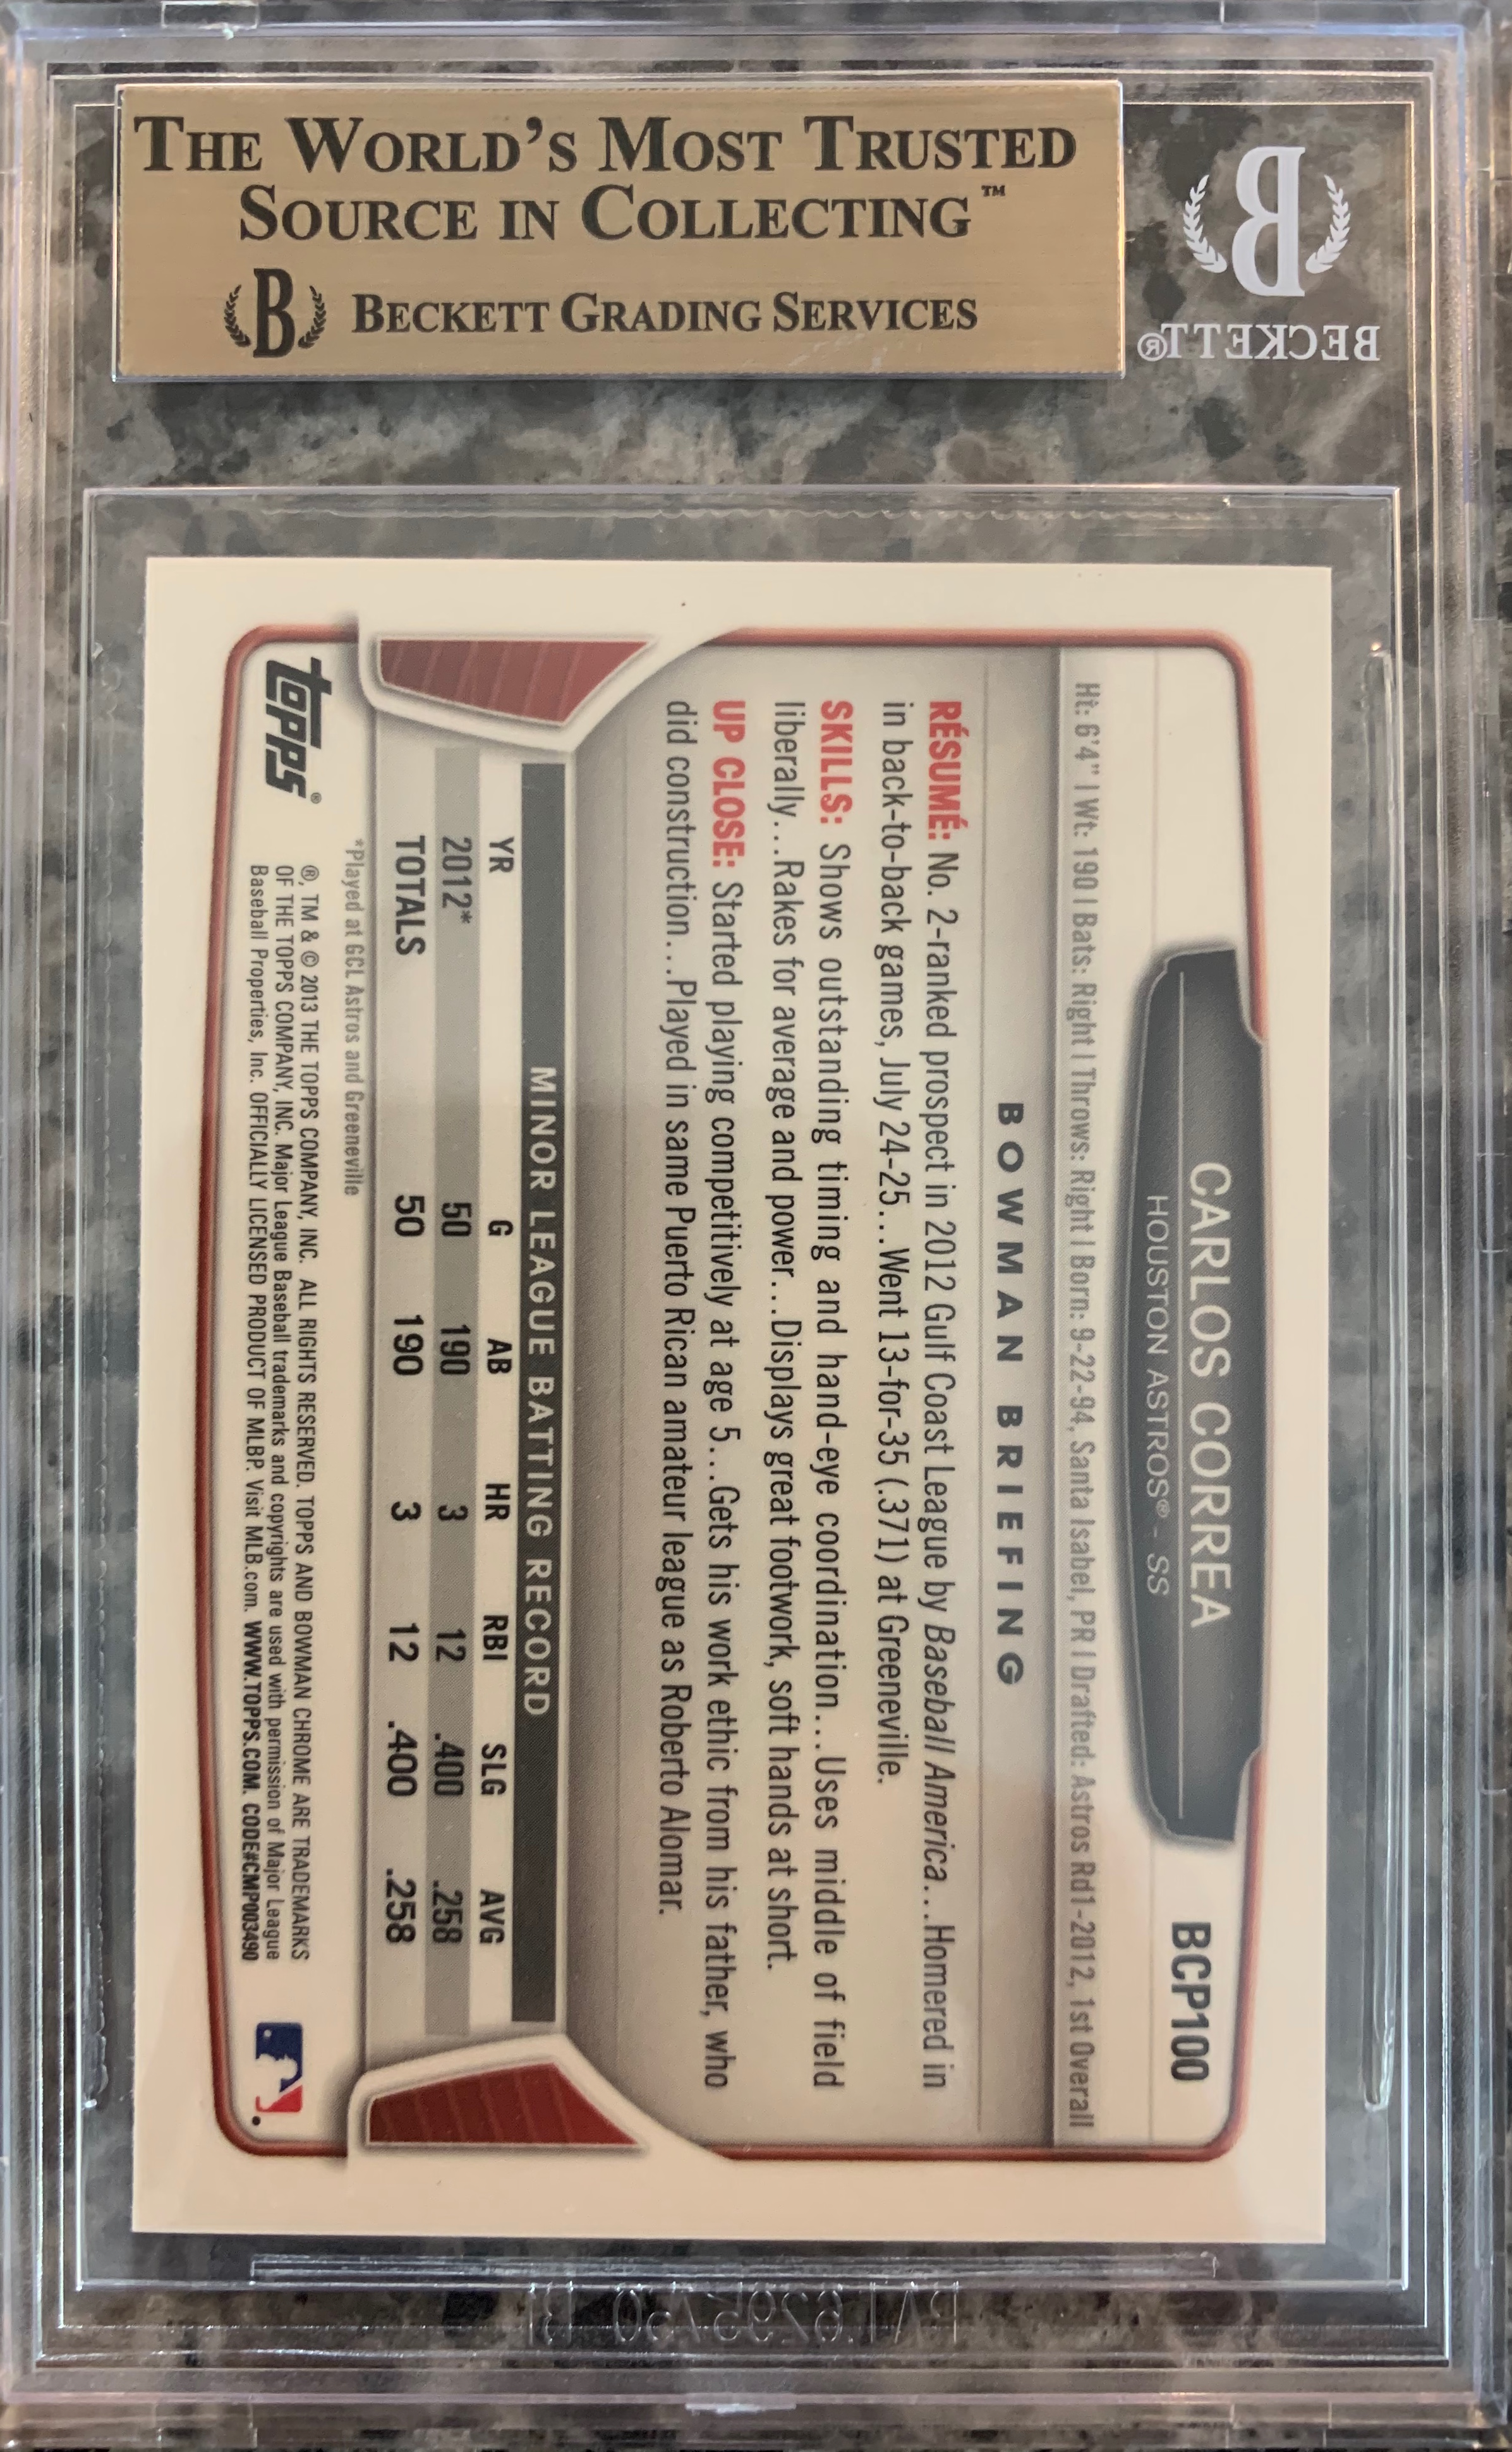 THE WORLD'S MOST TRUSTED
SOURCE IN COLLECTING™
B BECKETT GRADING SERVICES
B
BECKETT®
CARLOS CORREA
HOUSTON ASTROS® - SS
BCP100
Ht: 6'4" | Wt: 190 | Bats: Right | Throws: Right | Born: 9-22-94, Santa Isabel, PR | Drafted: Astros Rd1-2012, 1st Overall
BOWMAN BRIEFING
RÉSUMÉ: No. 2-ranked prospect in 2012 Gulf Coast League by Baseball America...Homered in
in back-to-back games, July 24-25...Went 13-for-35 (.371) at Greeneville.
SKILLS: Shows outstanding timing and hand-eye coordination...Uses middle of field
liberally...Rakes for average and power...Displays great footwork, soft hands at short.
UP CLOSE: Started playing competitively at age 5...Gets his work ethic from his father, who
did construction...Played in same Puerto Rican amateur league as Roberto Alomar.
MINOR LEAGUE BATTING RECORD
YR G AB HR RBI SLG AVG
2012* 50 190 3 12 .400 .258
TOTALS 50 190 3 12 .400 .258
*Played at GCL Astros and Greeneville
topps®
®, TM & © 2013 THE TOPPS COMPANY, INC. ALL RIGHTS RESERVED. TOPPS AND BOWMAN CHROME ARE TRADEMARKS
OF THE TOPPS COMPANY, INC. Major League Baseball trademarks and copyrights are used with permission of Major League
Baseball Properties, Inc. OFFICIALLY LICENSED PRODUCT OF MLBP. Visit MLB.com. WWW.TOPPS.COM. CODE#CMP003490